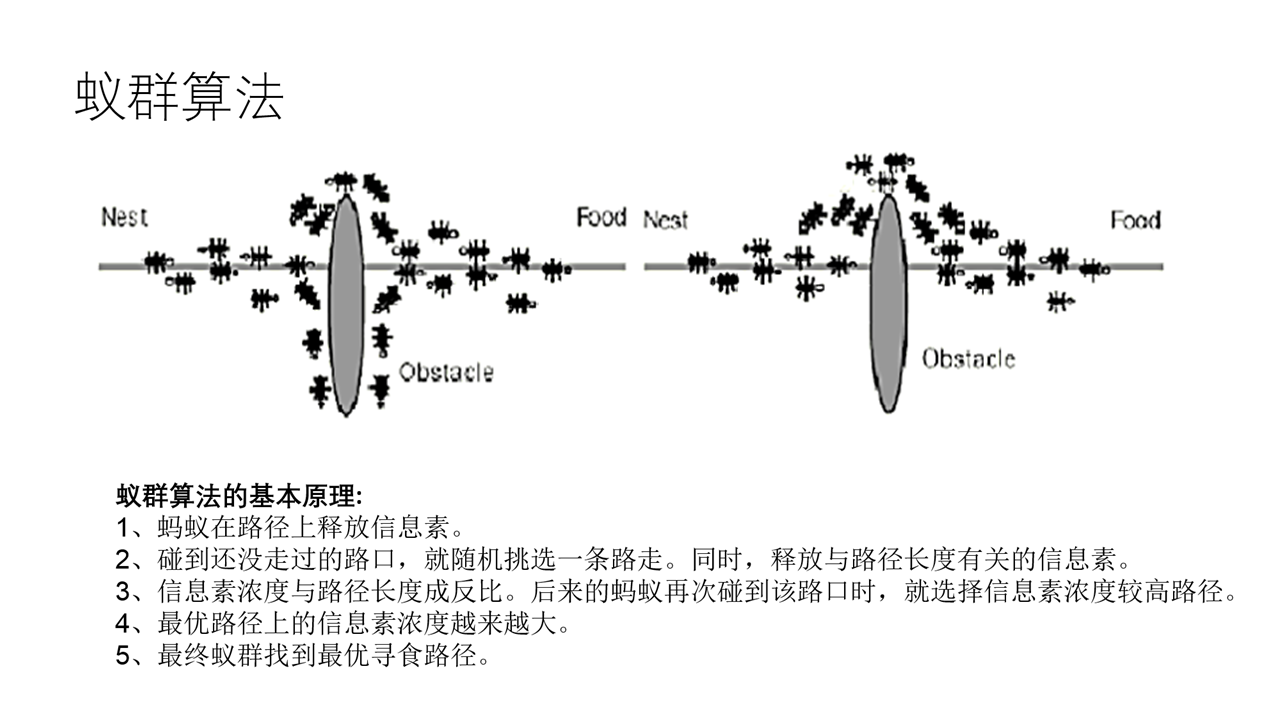 蚁群算法
Nest
Food
Nest
Food
Obstacle
Obstacle
蚁群算法的基本原理:
1、蚂蚁在路径上释放信息素。
2、碰到还没走过的路口，就随机挑选一条路走。同时，释放与路径长度有关的信息素。
3、信息素浓度与路径长度成反比。后来的蚂蚁再次碰到该路口时，就选择信息素浓度较高路径。
4、最优路径上的信息素浓度越来越大。
5、最终蚁群找到最优寻食路径。